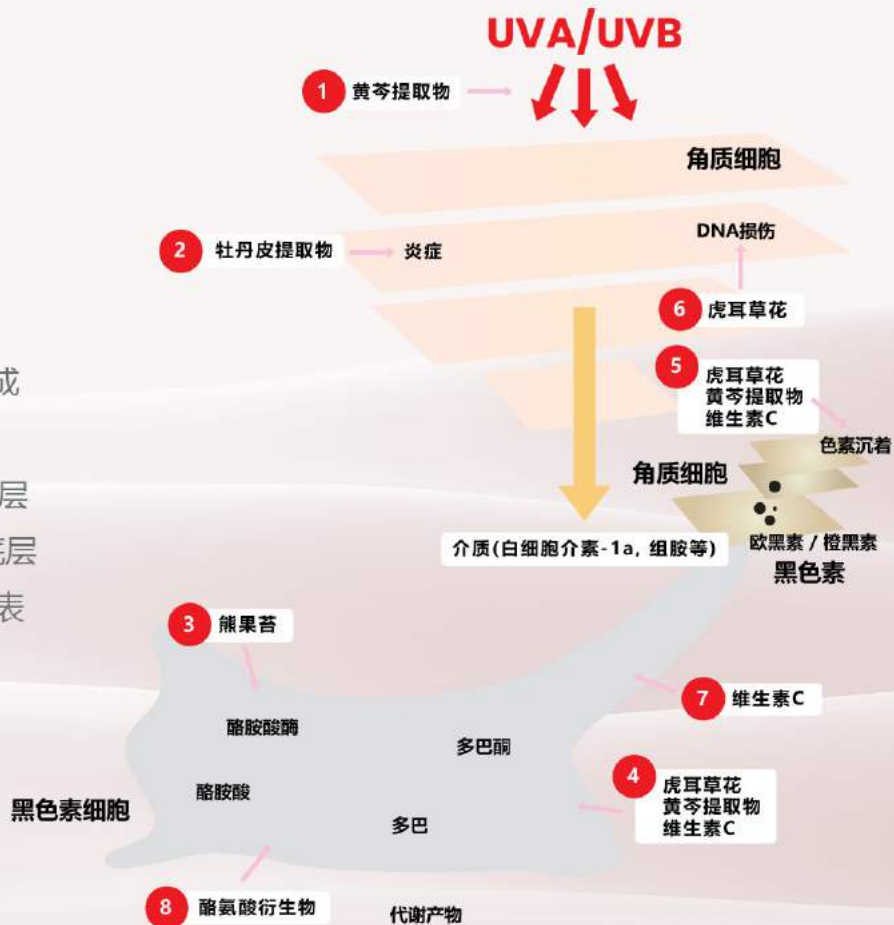 UVA/UVB
1 黄芩提取物
角质细胞
DNA损伤
2 牡丹皮提取物
炎症
6 虎耳草花
成
5 虎耳草花
黄芩提取物
维生素C
色素沉着
角质细胞
层
底层
介质(白细胞介素-1a, 组胺等)
欧黑素 / 橙黑素
黑色素
表
3 熊果苔
7 维生素C
酪胺酸酶
多巴酮
4 虎耳草花
黄芩提取物
维生素C
酪胺酸
黑色素细胞
多巴
8 酪氨酸衍生物
代谢产物